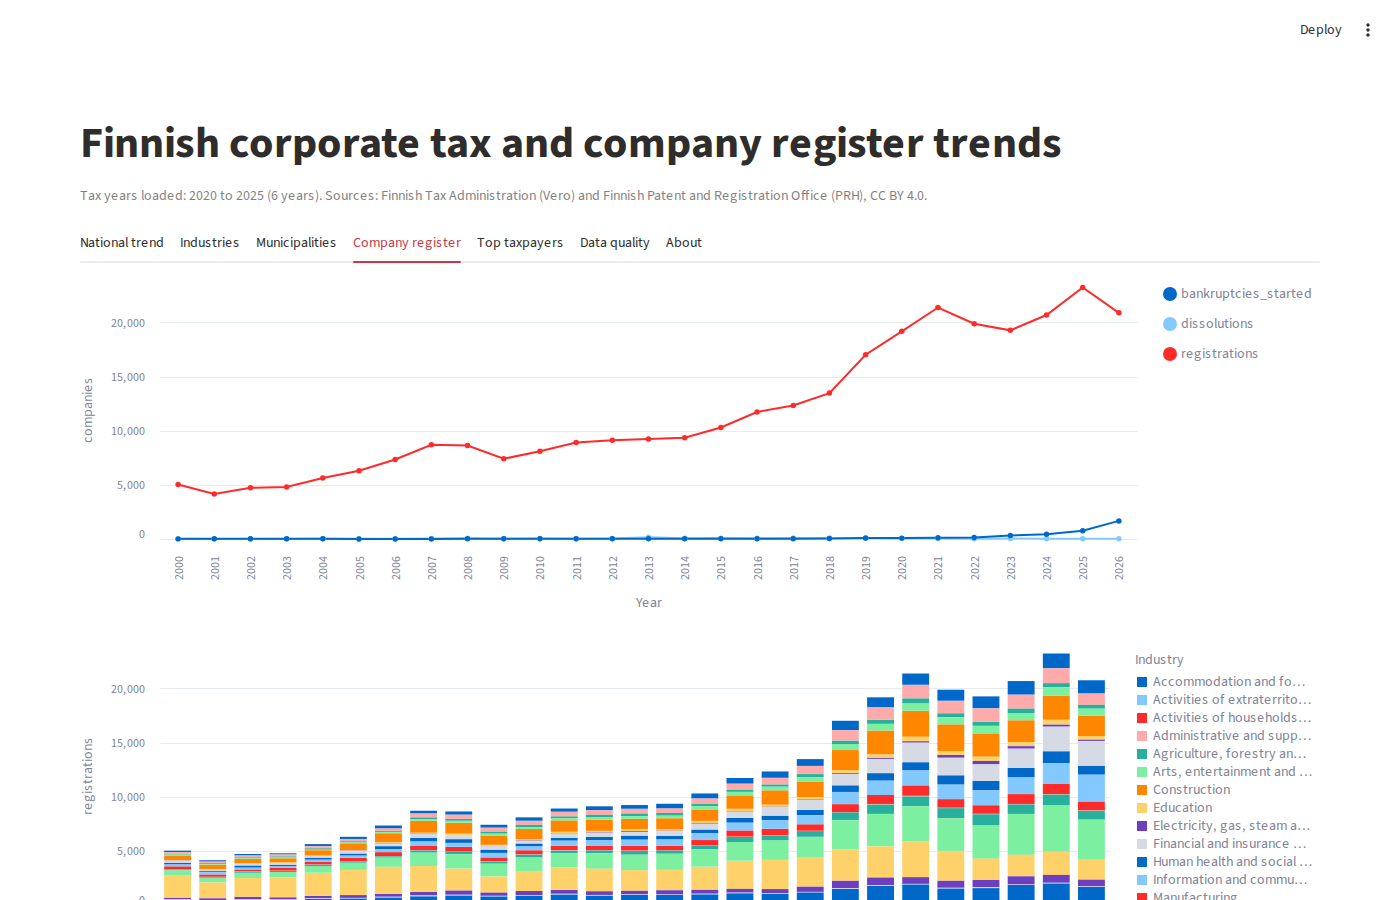 Deploy
Finnish corporate tax and company register trends
Tax years loaded: 2020 to 2025 (6 years). Sources: Finnish Tax Administration (Vero) and Finnish Patent and Registration Office (PRH), CC BY 4.0.
National trend Industries Municipalities Company register Top taxpayers Data quality About
companies
20,000
15,000
10,000
5,000
0
2000 2001 2002 2003 2004 2005 2006 2007 2008 2009 2010 2011 2012 2013 2014 2015 2016 2017 2018 2019 2020 2021 2022 2023 2024 2025 2026
Year
bankruptcies_started
dissolutions
registrations
registrations
20,000
15,000
10,000
5,000
0
Industry
Accommodation and fo…
Activities of extraterrito…
Activities of households…
Administrative and supp…
Agriculture, forestry an…
Arts, entertainment and …
Construction
Education
Electricity, gas, steam a…
Financial and insurance …
Human health and social …
Information and commu…
Manufacturing